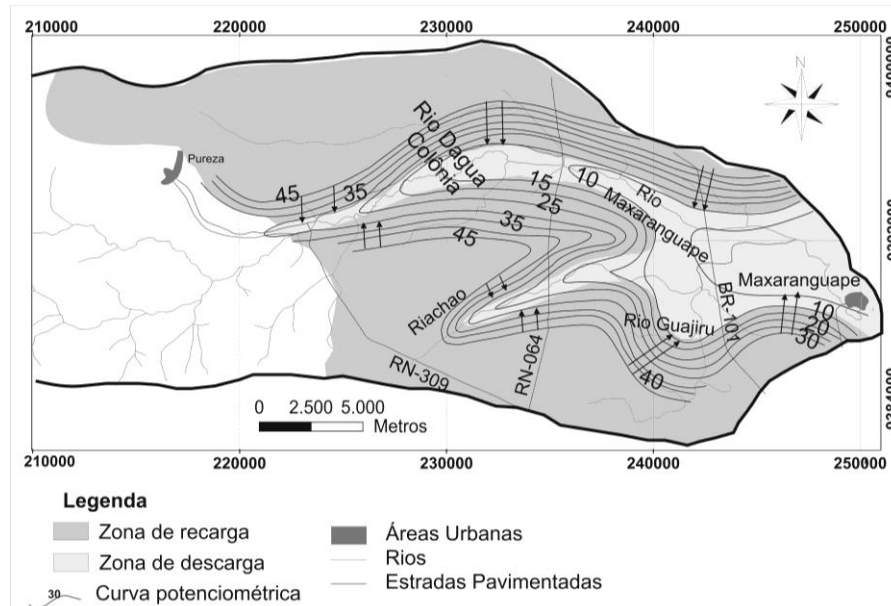 210000 220000 230000 240000 250000
N
9400000
Pureza
Rio Dagua
Colônia
45 35
15 10
Rio
Maxaranguape
25
35
45
9392000
Maxaranguape
Riachao
Rio Guajiru
BR-101
10
20
30
RN-064
40
RN-309
9384000
0 2.500 5.000
Metros
210000 220000 230000 240000 250000
Legenda
Zona de recarga
Zona de descarga
30 Curva potenciométrica
Áreas Urbanas
Rios
Estradas Pavimentadas